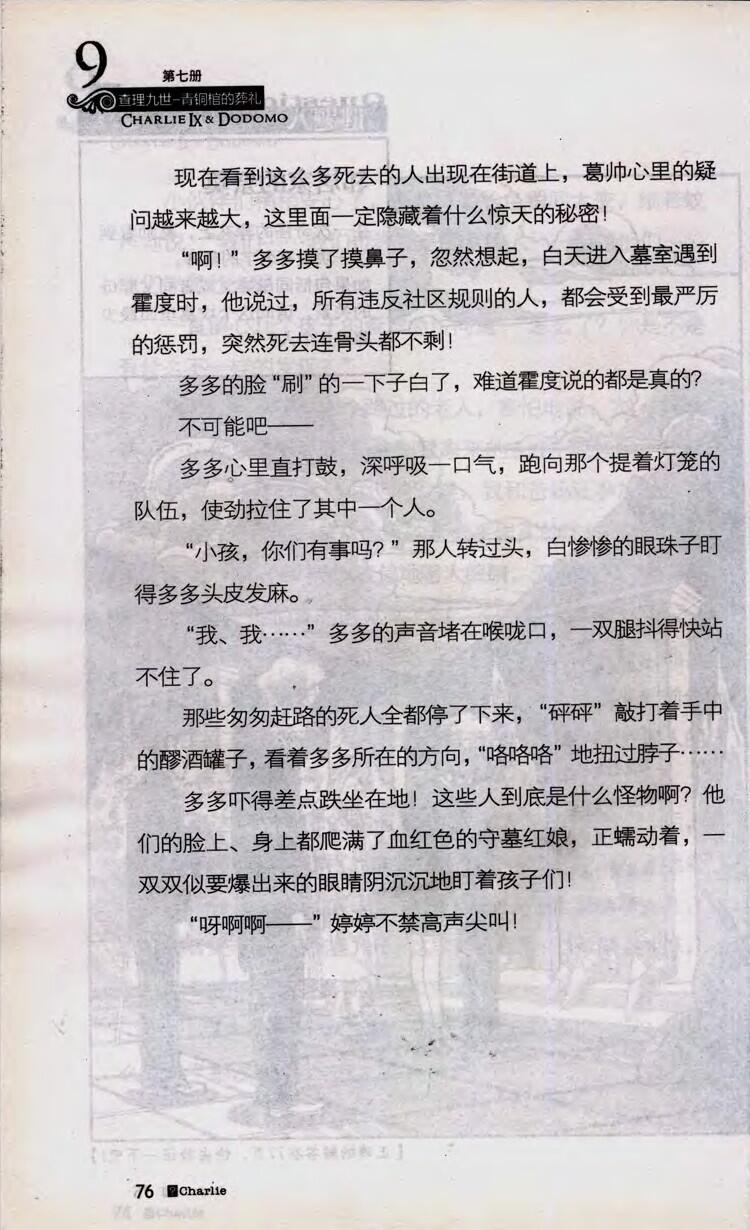 9
第七册
查理九世-青铜棺的葬礼
CHARLIE IX & DODOMO
现在看到这么多死去的人出现在街道上，葛帅心里的疑
问越来越大，这里面一定隐藏着什么惊天的秘密！
“啊！”多多摸了摸鼻子，忽然想起，白天进入墓室遇到
霍度时，他说过，所有违反社区规则的人，都会受到最严厉
的惩罚，突然死去连骨头都不剩！
多多的脸“刷”的一下子白了，难道霍度说的都是真的？
不可能吧——
多多心里直打鼓，深呼吸一口气，跑向那个提着灯笼的
队伍，使劲拉住了其中一个人。
“小孩，你们有事吗？”那人转过头，白惨惨的眼珠子盯
得多多头皮发麻。
“我、我……”多多的声音堵在喉咙口，一双腿抖得快站
不住了。
那些匆匆赶路的死人全都停了下来，“砰砰”敲打着手中
的醪酒罐子，看着多多所在的方向，“咯咯咯”地扭过脖子……
多多吓得差点跌坐在地！这些人到底是什么怪物啊？他
们的脸上、身上都爬满了血红色的守墓红娘，正蠕动着，一
双双似要爆出来的眼睛阴沉沉地盯着孩子们！
“呀啊啊——”婷婷不禁高声尖叫！
76 Charlie